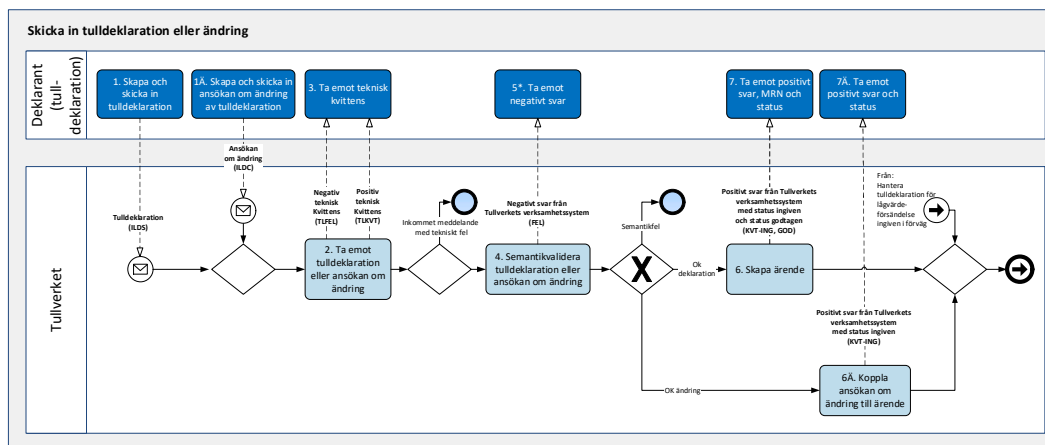 Skicka in tulldeklaration eller ändring
Deklarant
(tull-
deklaration)
1. Skapa och
skicka in
tulldeklaration
1Ä. Skapa och skicka in
ansökan om ändring
av tulldeklaration
3. Ta emot teknisk
kvittens
5*. Ta emot
negativt svar
7. Ta emot positivt
svar, MRN och
status
7Ä. Ta emot
positivt svar och
status
Tullverket
Tulldeklaration
(ILDS)
Ansökan
om ändring
(ILDC)
Negativ
teknisk
Kvittens
(TLFEL)
Positiv
teknisk
Kvittens
(TLKVT)
2. Ta emot
tulldeklaration
eller ansökan om
ändring
Inkommet meddelande
med tekniskt fel
Negativt svar från
Tullverkets verksamhetssystem
(FEL)
4. Semantikvalidera
tulldeklaration eller
ansökan om ändring
Semantikfel
X
Ok
deklaration
OK ändring
Positivt svar från Tullverkets
verksamhetssystem
med status ingiven
och status godtagen
(KVT-ING, GOD)
6. Skapa ärende
Positivt svar från Tullverkets
verksamhetssystem
med status ingiven
(KVT-ING)
6Ä. Koppla
ansökan om
ändring till ärende
Från:
Hantera
tulldeklaration för
lågvärde-
försändelse
ingiven i förväg